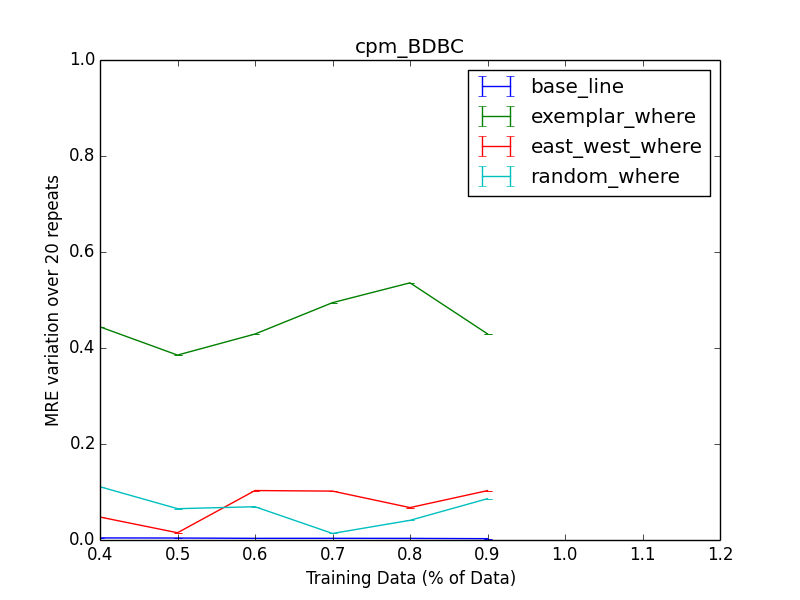 cpm_BDBC
base_line
exemplar_where
east_west_where
random_where
MRE variation over 20 repeats
1.0
0.8
0.6
0.4
0.2
0.0
0.4 0.5 0.6 0.7 0.8 0.9 1.0 1.1 1.2
Training Data (% of Data)